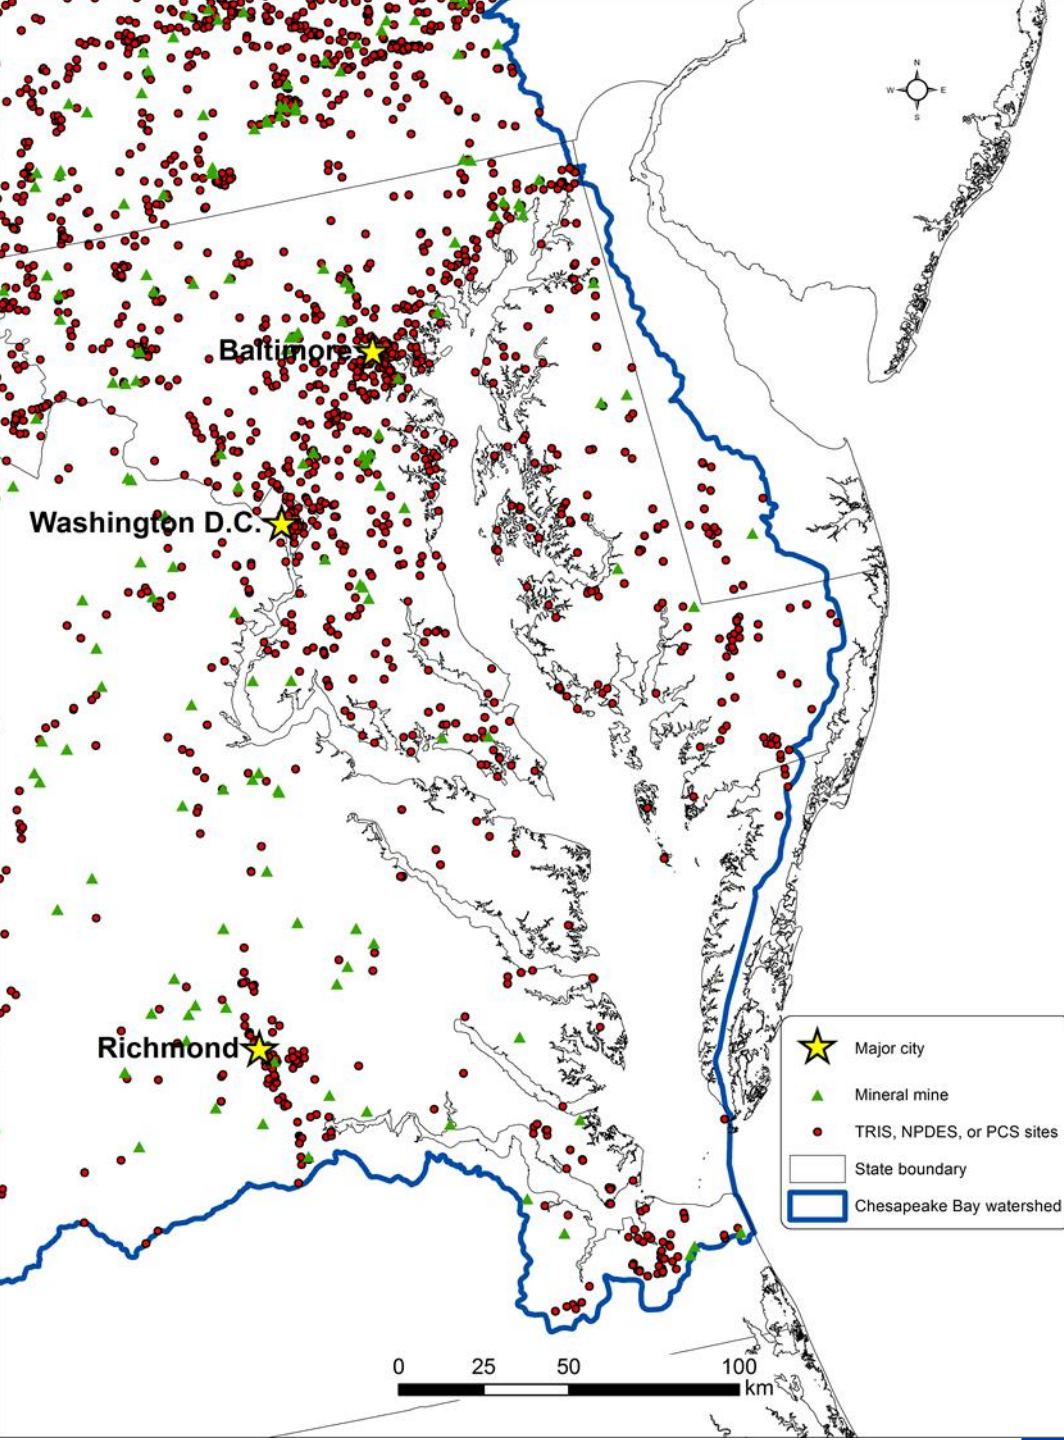 N
W E
S
Baltimore
Washington D.C.
Richmond
Major city
Mineral mine
TRIS, NPDES, or PCS sites
State boundary
Chesapeake Bay watershed
0 25 50 100
km